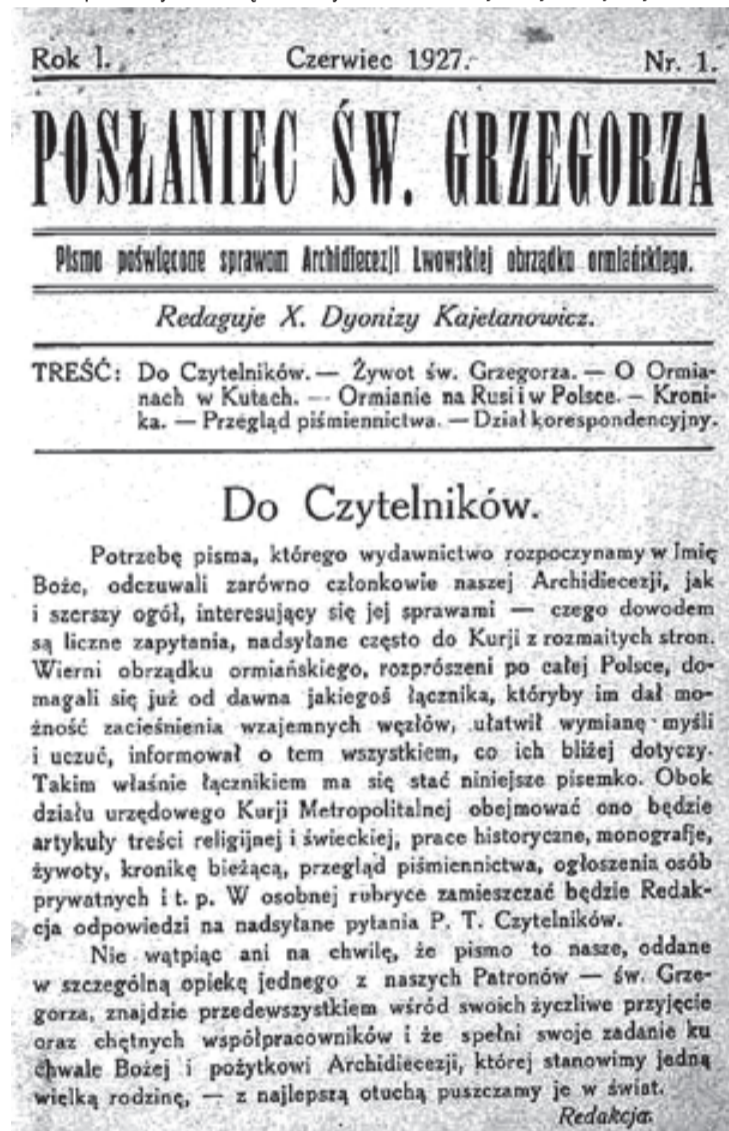 Rok I. Czerwiec 1927. Nr. 1.
POSŁANIEC ŚW. GRZEGORZA
Pismo poświęcone sprawom Archidiecezji Lwowskiej obrządku ormiańskiego.
Redaguje X. Dyonizy Kajetanowicz.
TREŚĆ: Do Czytelników. — Żywot św. Grzegorza. — O Ormia-
nach w Kutach. — Ormianie na Rusi i w Polsce. — Kroni-
ka. — Przegląd piśmiennictwa. — Dział korespondencyjny.
Do Czytelników.
Potrzebę pisma, którego wydawnictwo rozpoczynamy w Imię
Boże, odczuwali zarówno członkowie naszej Archidiecezji, jak
i szerszy ogół, interesujący się jej sprawami — czego dowodem
są liczne zapytania, nadsyłane często do Kurji z rozmaitych stron.
Wierni obrządku ormiańskiego, rozprószeni po całej Polsce, do-
magali się już od dawna jakiegoś łącznika, któryby im dał mo-
żność zacieśnienia wzajemnych węzłów, ułatwił wymianę myśli
i uczuć, informował o tem wszystkiem, co ich bliżej dotyczy.
Takim właśnie łącznikiem ma się stać niniejsze pisemko. Obok
działu urzędowego Kurji Metropolitalnej obejmować ono będzie
artykuły treści religijnej i świeckiej, prace historyczne, monografje,
żywoty, kronikę bieżącą, przegląd piśmiennictwa, ogłoszenia osób
prywatnych i t. p. W osobnej rubryce zamieszczać będzie Redak-
cja odpowiedzi na nadsyłane pytania P. T. Czytelników.
Nie wątpiąc ani na chwilę, że pismo to nasze, oddane
w szczególną opiekę jednego z naszych Patronów — św. Grze-
gorza, znajdzie przedewszystkiem wśród swoich życzliwe przyjęcie
oraz chętnych współpracowników i że spełni swoje zadanie ku
chwale Bożej i pożytkowi Archidiecezji, której stanowimy jedną
wielką rodzinę, — z najlepszą otuchą puszczamy je w świat.
Redakcja.